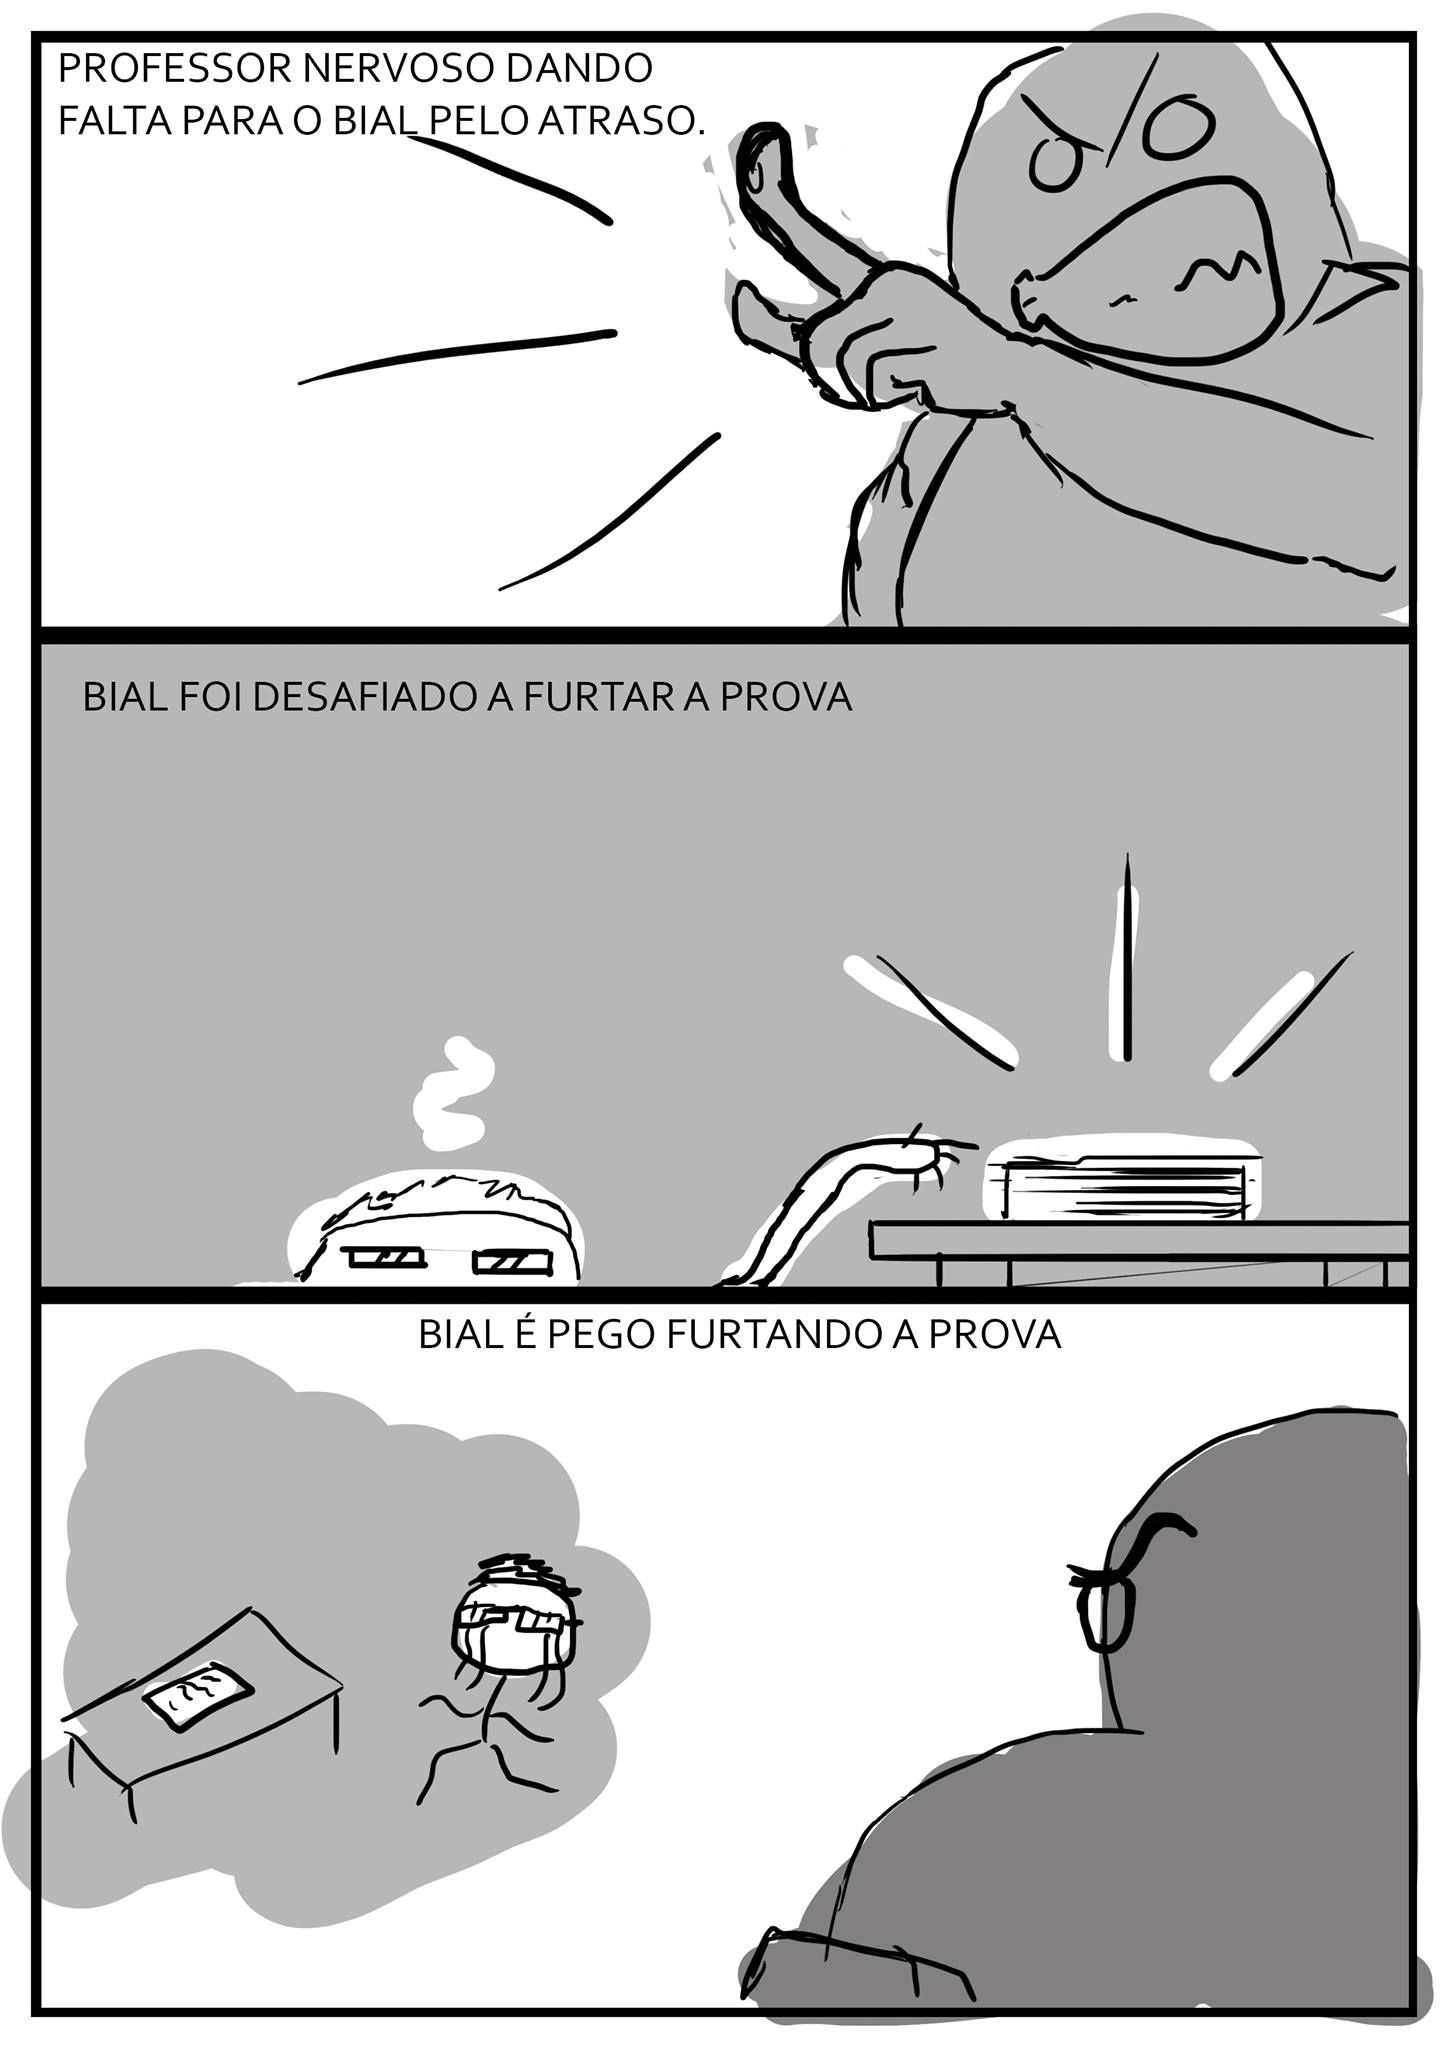 PROFESSOR NERVOSO DANDO
FALTA PARA O BIAL PELO ATRASO.
BIAL FOI DESAFIADO A FURTAR A PROVA
BIAL É PEGO FURTANDO A PROVA